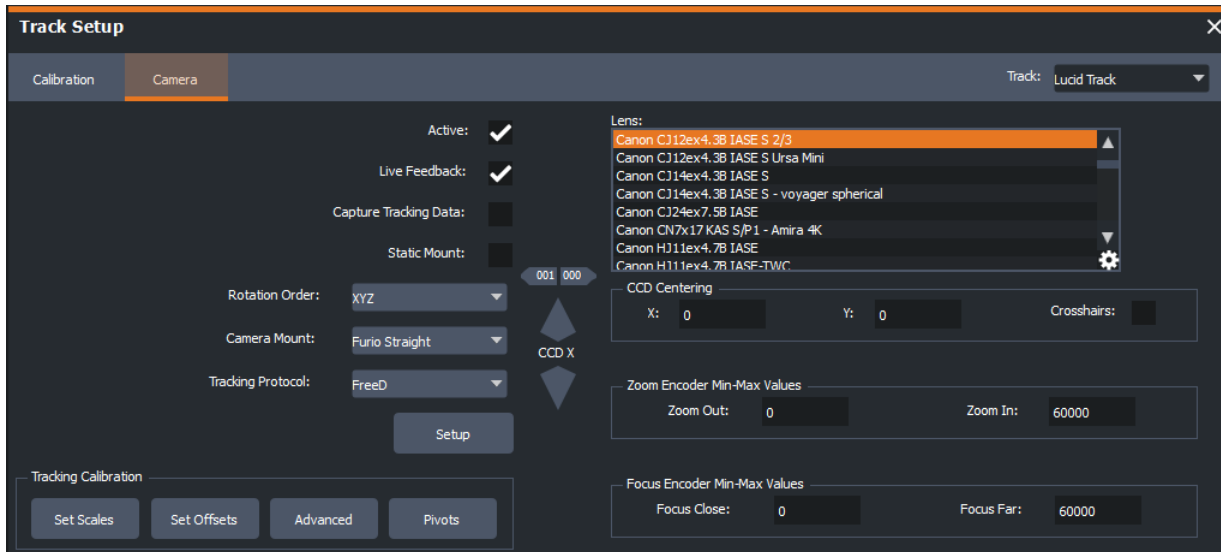 Track Setup
Calibration
Camera
Track:
Lucid Track
Active:
Live Feedback:
Capture Tracking Data:
Static Mount:
Rotation Order:
XYZ
Camera Mount:
Furio Straight
Tracking Protocol:
FreeD
Setup
Tracking Calibration
Set Scales
Set Offsets
Advanced
Pivots
001 000
CCD X
Lens:
Canon CJ12ex4.3B IASE S 2/3
Canon CJ12ex4.3B IASE S Ursa Mini
Canon CJ14ex4.3B IASE S
Canon CJ14ex4.3B IASE S - voyager spherical
Canon CJ24ex7.5B IASE
Canon CN7x17 KAS S/P1 - Amira 4K
Canon HJ11ex4.7B IASE
Canon HJ11ex4.7B IASE-TWC
CCD Centering
X: 0
Y: 0
Crosshairs:
Zoom Encoder Min-Max Values
Zoom Out: 0
Zoom In: 60000
Focus Encoder Min-Max Values
Focus Close: 0
Focus Far: 60000